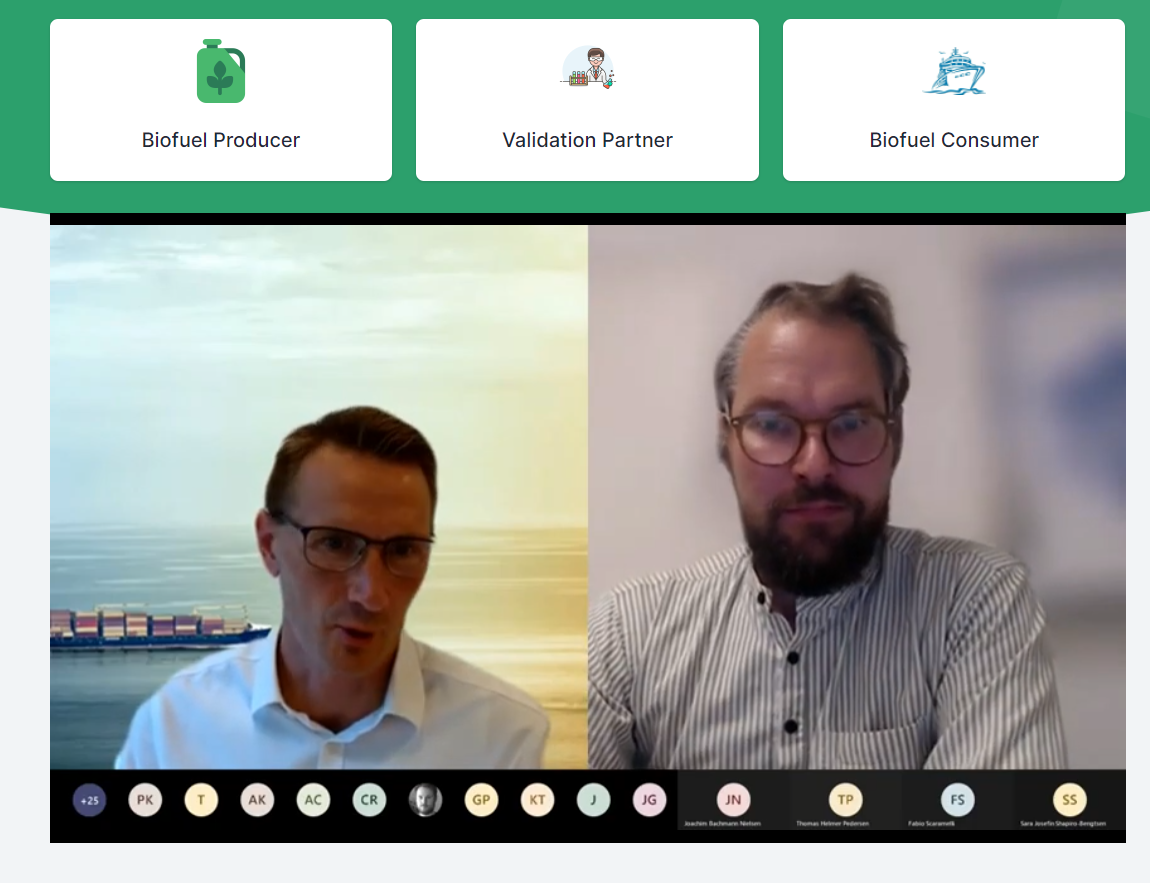 Biofuel Producer
Validation Partner
Biofuel Consumer
+25
PK
T
AK
AC
CR
GP
KT
J
JG
JN
TP
FS
SS
Joachim Bachmann Nielsen
Thomas Helmer Pedersen
Fabio Scaramelli
Sara Josefin Shapiro-Bengtsen